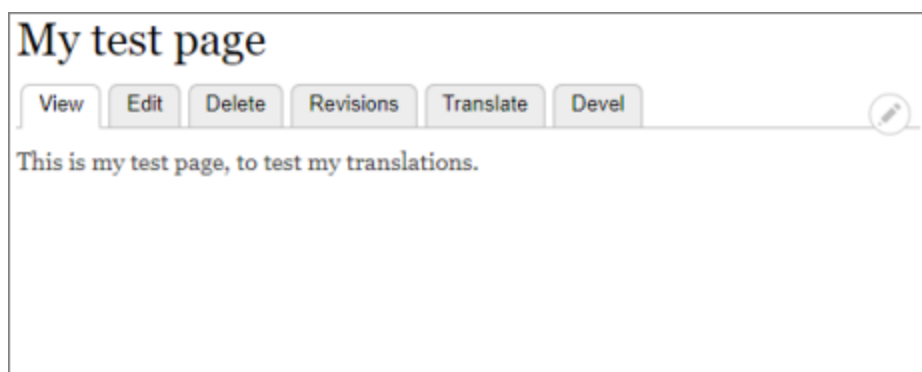 My test page
View Edit Delete Revisions Translate Devel
This is my test page, to test my translations.